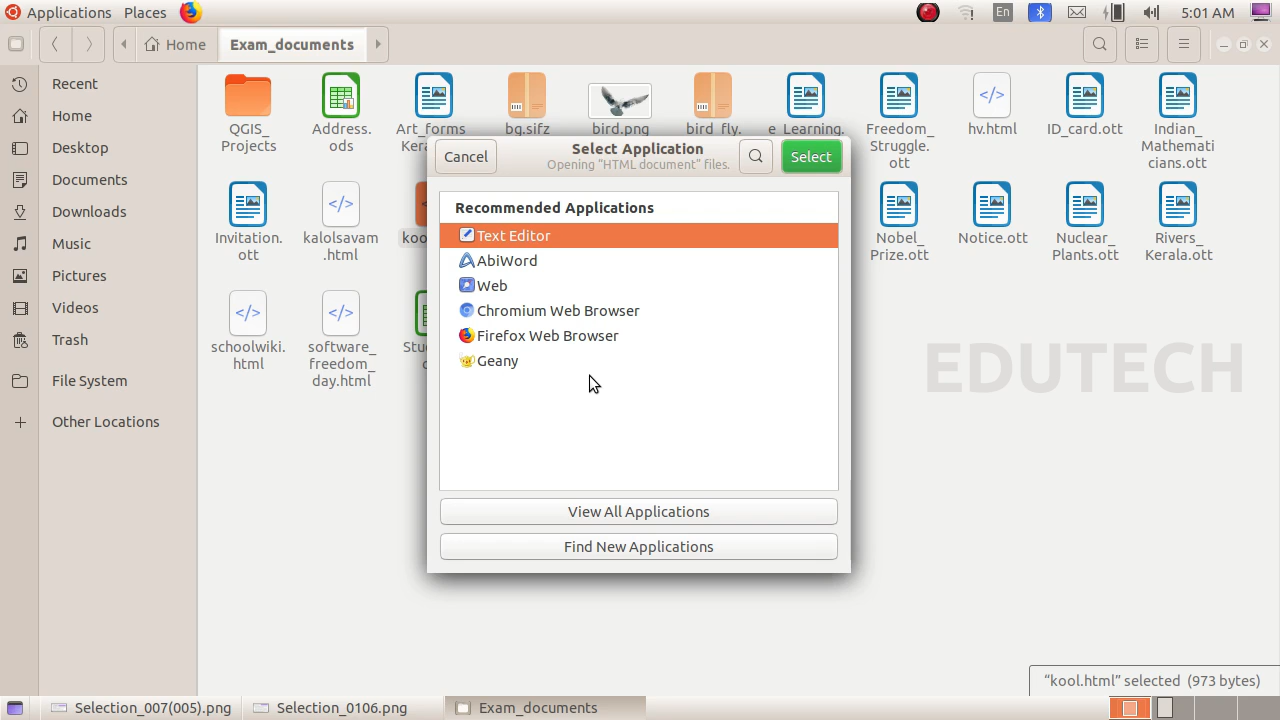 Applications Places En 5:01 AM
Home Exam_documents
Recent
Home
Desktop
Documents
Downloads
Music
Pictures
Videos
Trash
File System
Other Locations
QGIS_
Projects
Address.
ods
Art_forms
bg.sifz
bird.png
bird_fly.
e_Learning.
Freedom_
Struggle.
ott
hv.html
ID_card.ott
Indian_
Mathemati
cians.ott
Invitation.
ott
kalolsavam
.html
Nobel_
Prize.ott
Notice.ott
Nuclear_
Plants.ott
Rivers_
Kerala.ott
schoolwiki.
html
software_
freedom_
day.html
Cancel
Select Application
Opening "HTML document" files.
Select
Recommended Applications
Text Editor
AbiWord
Web
Chromium Web Browser
Firefox Web Browser
Geany
View All Applications
Find New Applications
EDUTECH
"kool.html" selected (973 bytes)
Selection_007(005).png Selection_0106.png Exam_documents